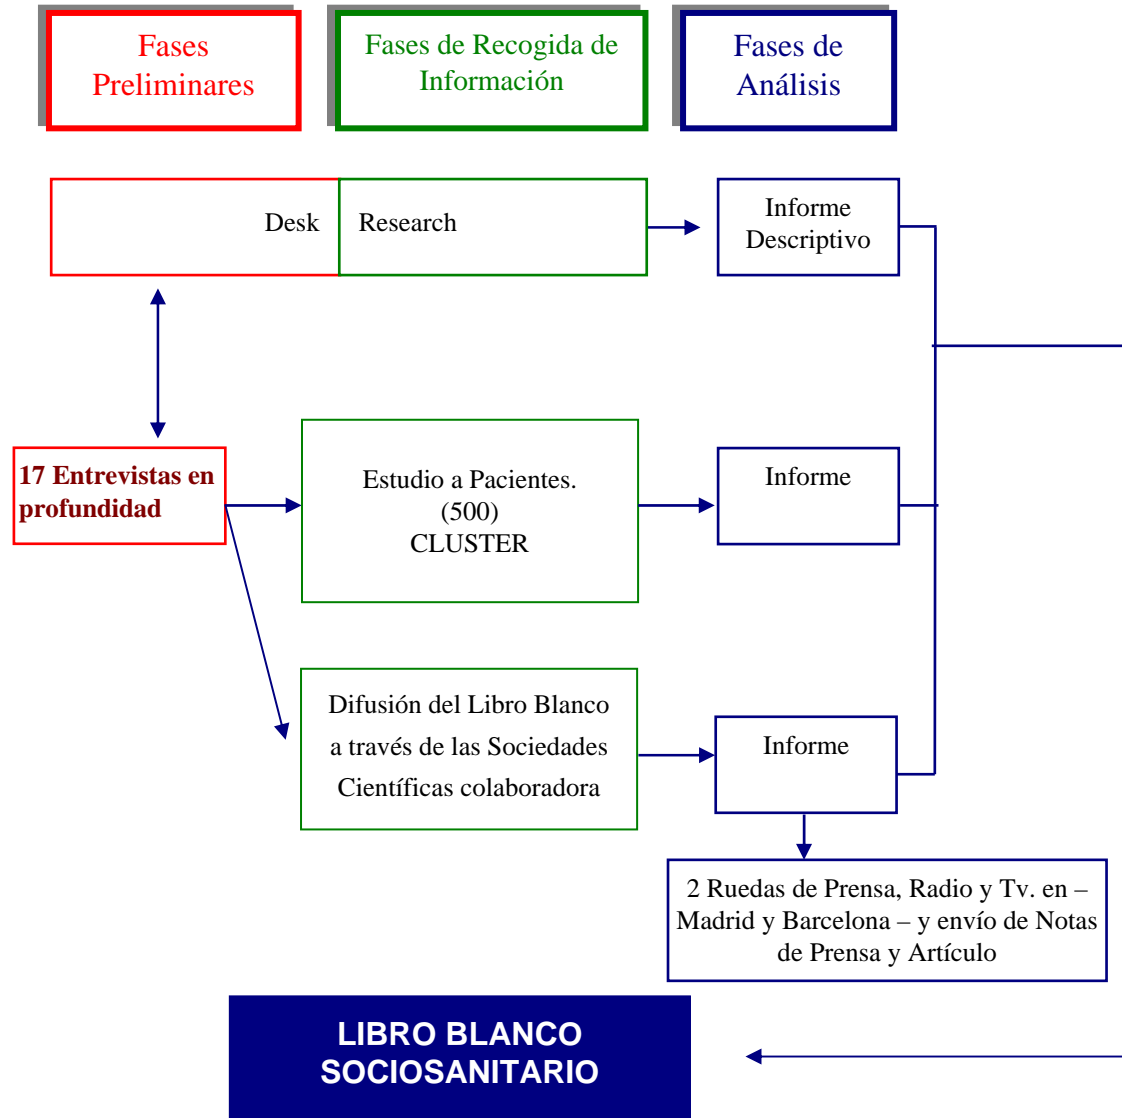 Fases
Preliminares
Fases de Recogida de
Información
Fases de
Análisis
Desk Research
Informe
Descriptivo
17 Entrevistas en
profundidad
Estudio a Pacientes.
(500)
CLUSTER
Informe
Difusión del Libro Blanco
a través de las Sociedades
Científicas colaboradora
Informe
2 Ruedas de Prensa, Radio y Tv. en –
Madrid y Barcelona – y envío de Notas
de Prensa y Artículo
LIBRO BLANCO
SOCIOSANITARIO